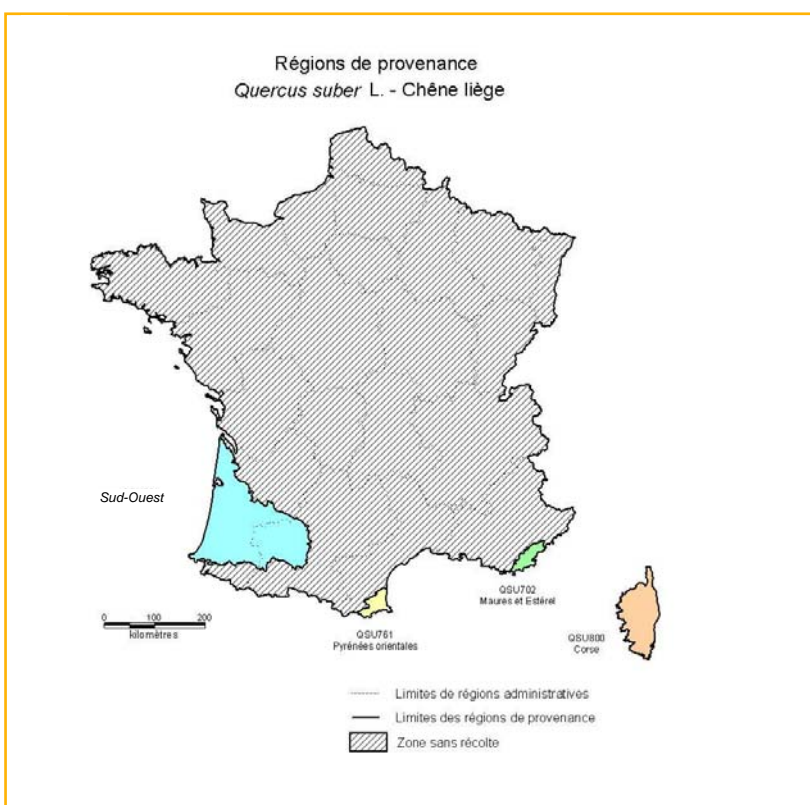 Régions de provenance
Quercus suber L. - Chêne liège
Sud-Ouest
QSU702
Maures et Estérel
0 100 200
kilomètres
QSU761
Pyrénées orientales
QSU800
Corse
Limites de régions administratives
Limites des régions de provenance
Zone sans récolte